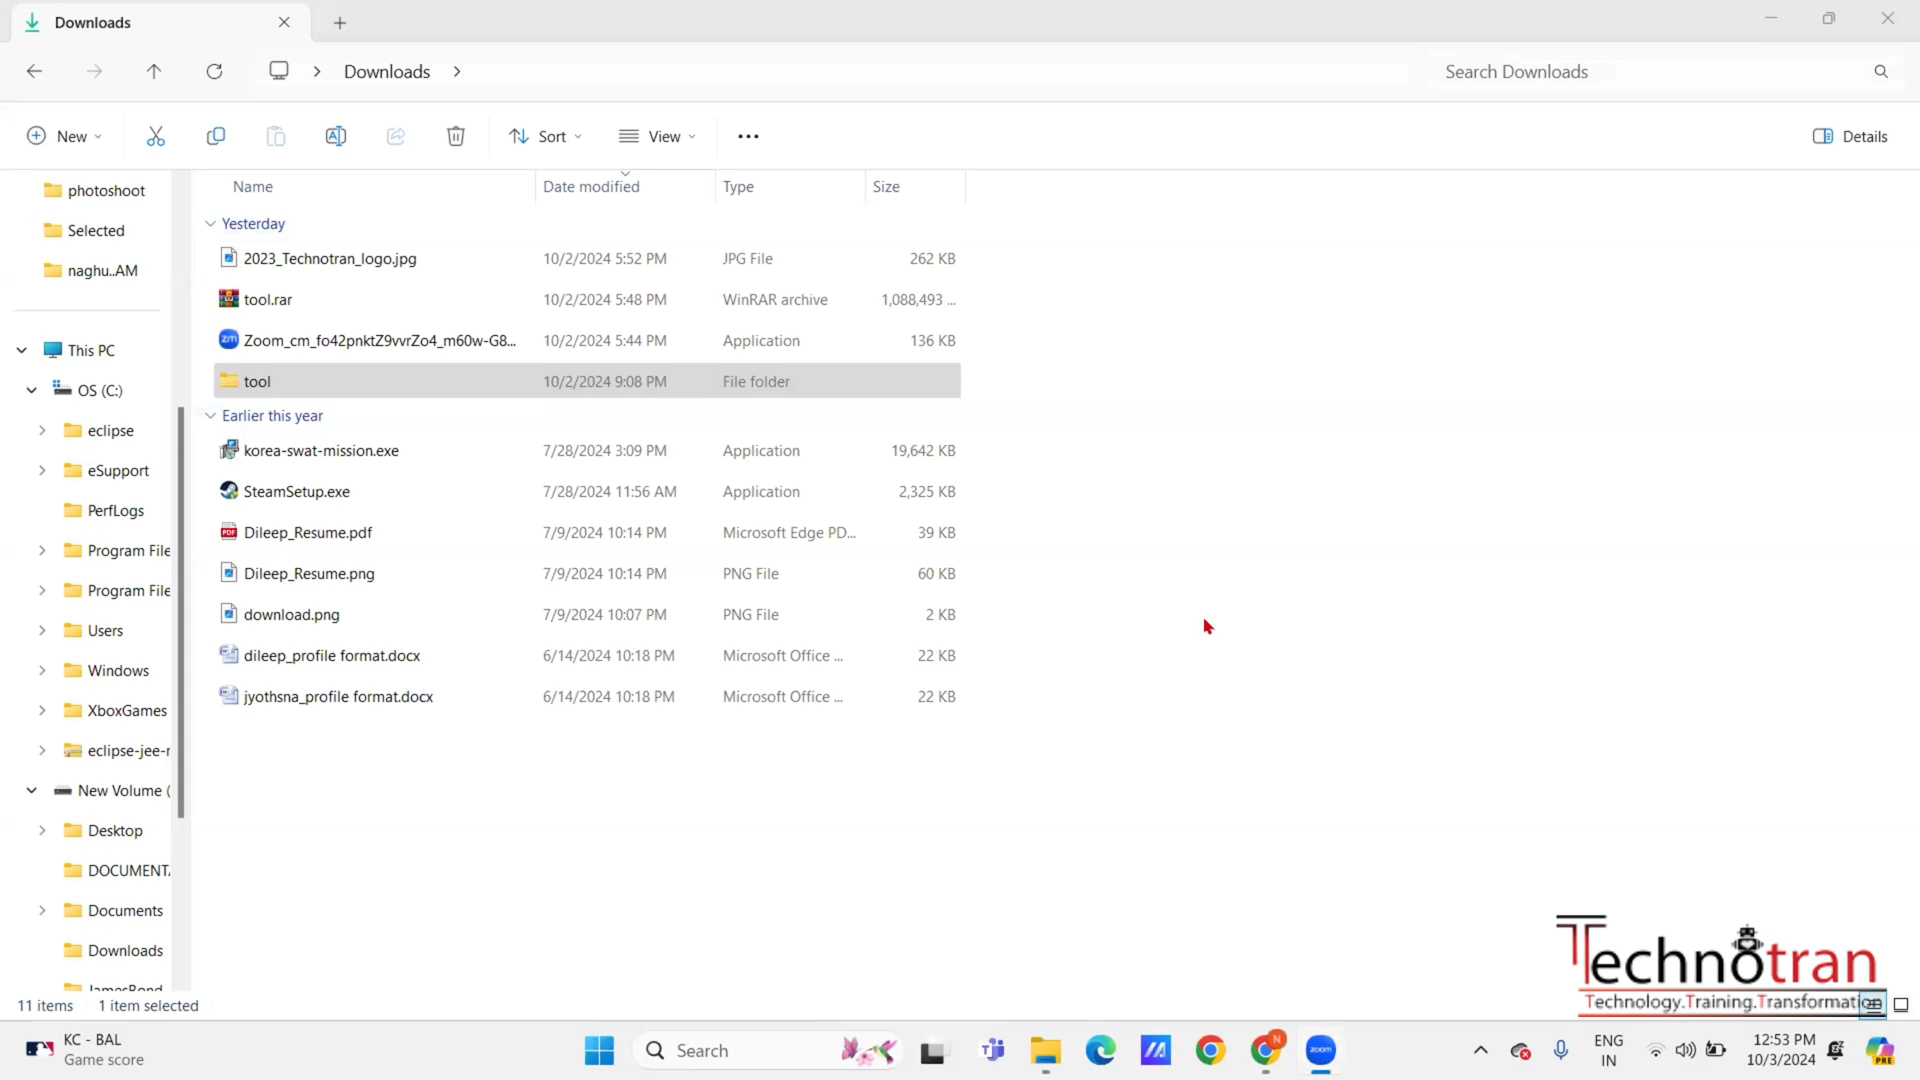 Downloads
Downloads
Search Downloads
New
Sort
View
Details
photoshoot
Selected
naghu..AM
This PC
OS (C:)
eclipse
eSupport
PerfLogs
Program File
Program File
Users
Windows
XboxGames
eclipse-jee-r
New Volume (
Desktop
DOCUMENT
Documents
Downloads
JamesBond
Name Date modified Type Size
Yesterday
2023_Technotran_logo.jpg 10/2/2024 5:52 PM JPG File 262 KB
tool.rar 10/2/2024 5:48 PM WinRAR archive 1,088,493 ...
zm Zoom_cm_fo42pnktZ9vvrZo4_m60w-G8... 10/2/2024 5:44 PM Application 136 KB
tool 10/2/2024 9:08 PM File folder
Earlier this year
korea-swat-mission.exe 7/28/2024 3:09 PM Application 19,642 KB
SteamSetup.exe 7/28/2024 11:56 AM Application 2,325 KB
PDF Dileep_Resume.pdf 7/9/2024 10:14 PM Microsoft Edge PD... 39 KB
Dileep_Resume.png 7/9/2024 10:14 PM PNG File 60 KB
download.png 7/9/2024 10:07 PM PNG File 2 KB
dileep_profile format.docx 6/14/2024 10:18 PM Microsoft Office ... 22 KB
jyothsna_profile format.docx 6/14/2024 10:18 PM Microsoft Office ... 22 KB
Technotran
Technology.Training.Transformation
11 items 1 item selected
KC - BAL
Game score
Search
N
zoom
ENG
IN
12:53 PM
10/3/2024
PRE